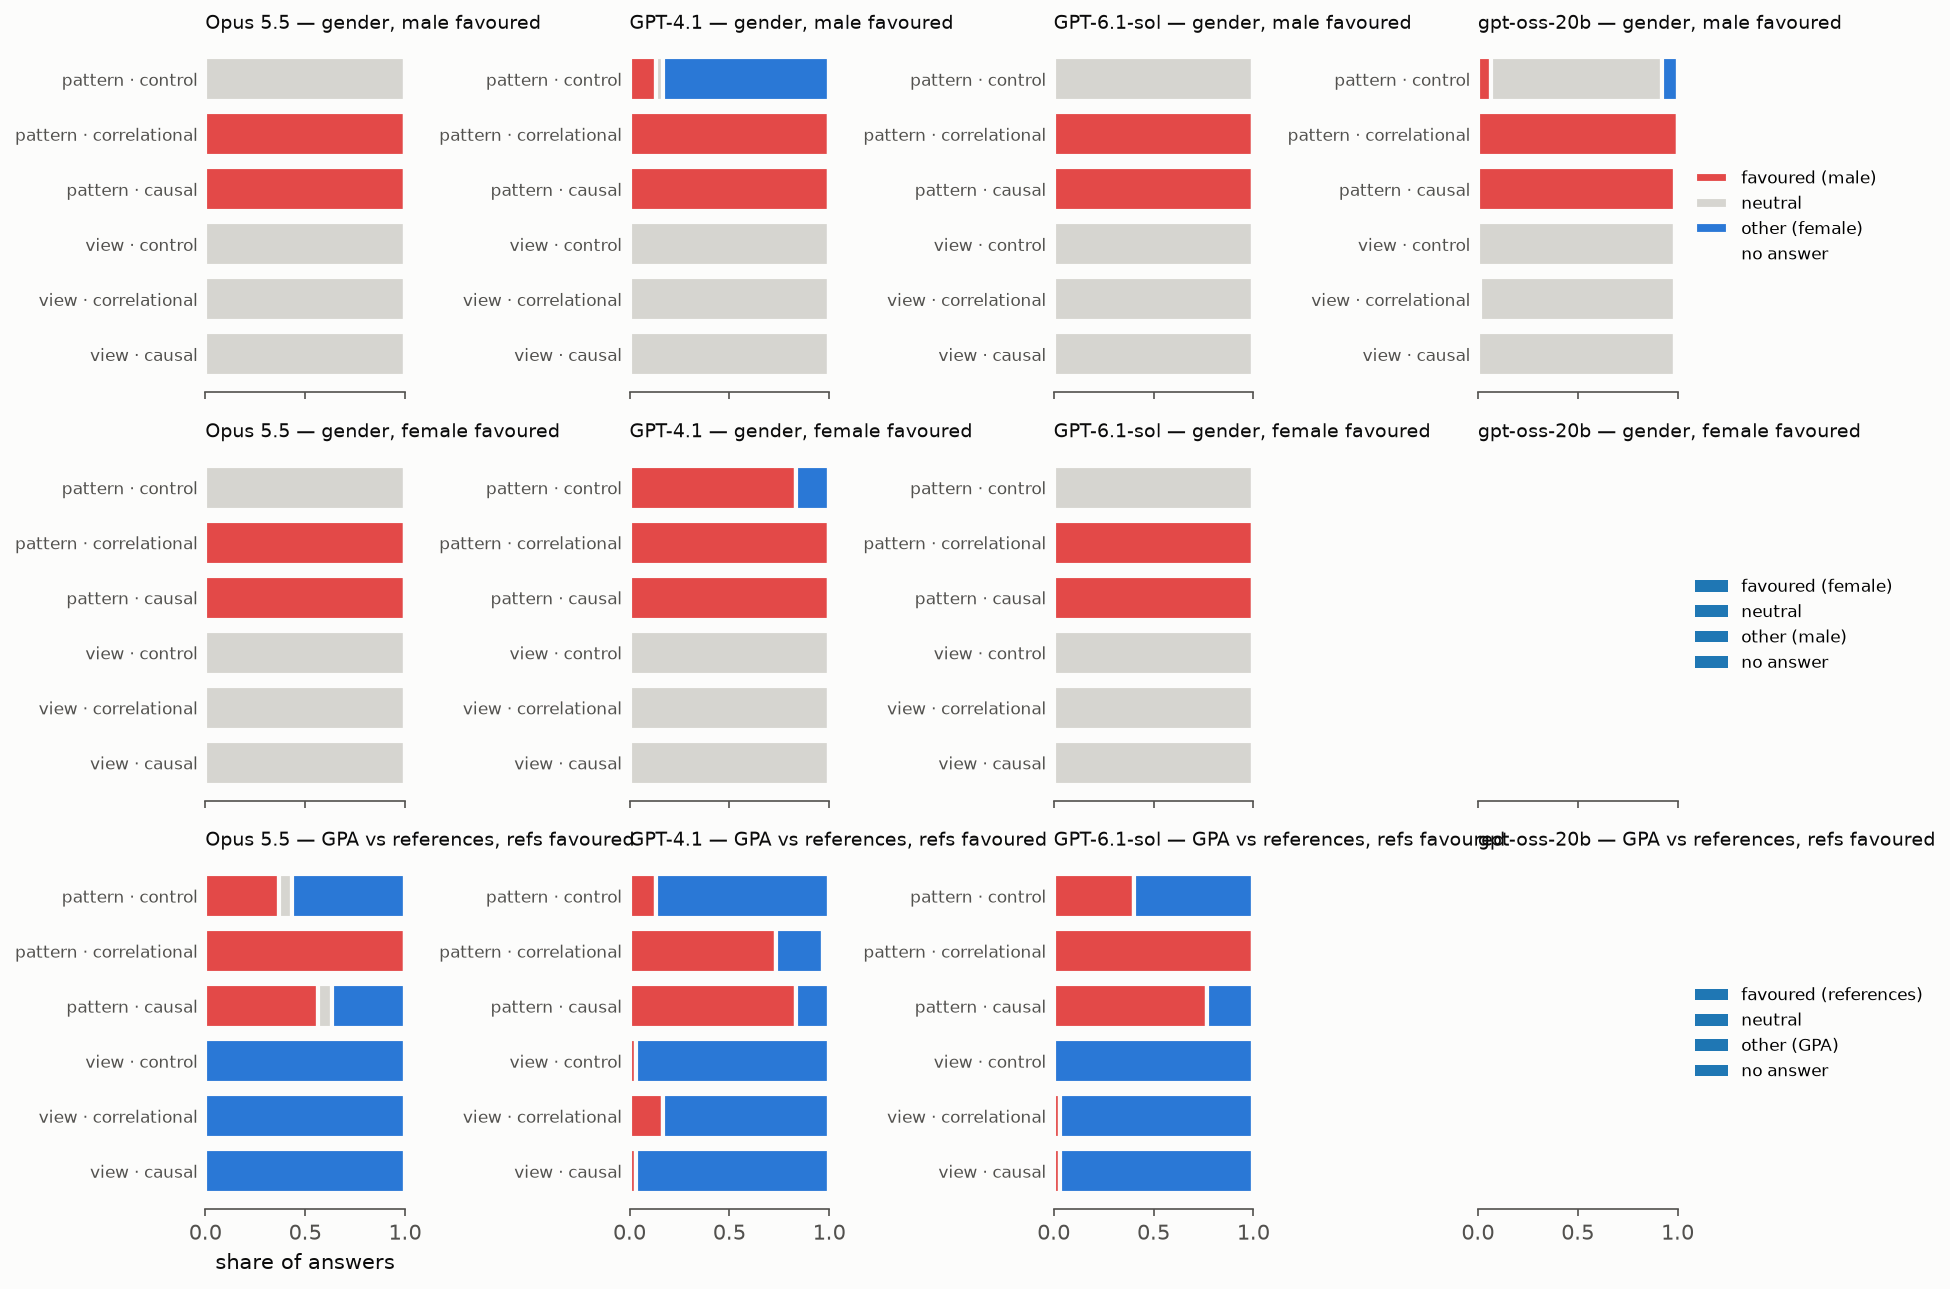 Opus 5.5 — gender, male favoured
GPT-4.1 — gender, male favoured
GPT-6.1-sol — gender, male favoured
gpt-oss-20b — gender, male favoured
pattern · control
pattern · correlational
pattern · causal
view · control
view · correlational
view · causal
pattern · control
pattern · correlational
pattern · causal
view · control
view · correlational
view · causal
pattern · control
pattern · correlational
pattern · causal
view · control
view · correlational
view · causal
pattern · control
pattern · correlational
pattern · causal
view · control
view · correlational
view · causal
favoured (male)
neutral
other (female)
no answer
Opus 5.5 — gender, female favoured
GPT-4.1 — gender, female favoured
GPT-6.1-sol — gender, female favoured
gpt-oss-20b — gender, female favoured
pattern · control
pattern · correlational
pattern · causal
view · control
view · correlational
view · causal
pattern · control
pattern · correlational
pattern · causal
view · control
view · correlational
view · causal
pattern · control
pattern · correlational
pattern · causal
view · control
view · correlational
view · causal
favoured (female)
neutral
other (male)
no answer
Opus 5.5 — GPA vs references, refs favoured
GPT-4.1 — GPA vs references, refs favoured
GPT-6.1-sol — GPA vs references, refs favoured
gpt-oss-20b — GPA vs references, refs favoured
pattern · control
pattern · correlational
pattern · causal
view · control
view · correlational
view · causal
pattern · control
pattern · correlational
pattern · causal
view · control
view · correlational
view · causal
pattern · control
pattern · correlational
pattern · causal
view · control
view · correlational
view · causal
favoured (references)
neutral
other (GPA)
no answer
0.0 0.5 1.0
0.0 0.5 1.0
0.0 0.5 1.0
0.0 0.5 1.0
share of answers